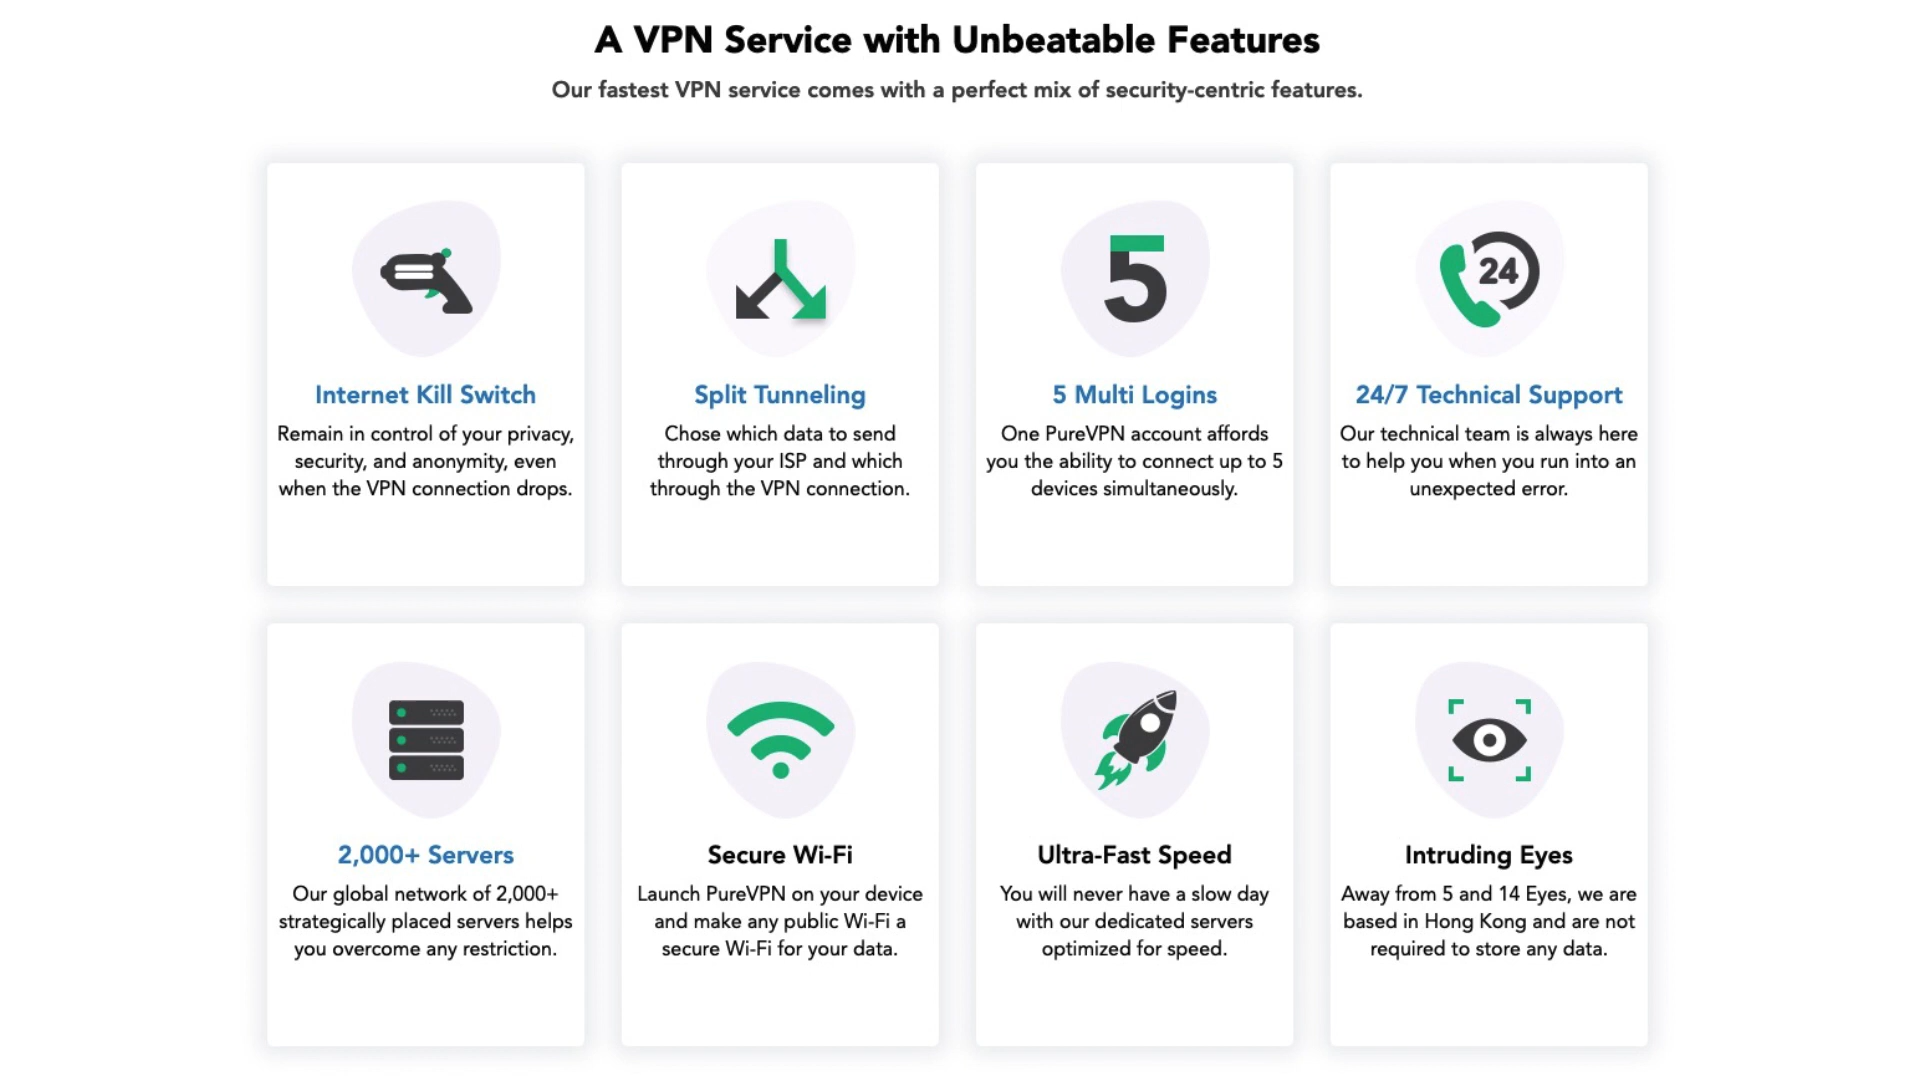 A VPN Service with Unbeatable Features
Our fastest VPN service comes with a perfect mix of security-centric features.
Internet Kill Switch
Remain in control of your privacy,
security, and anonymity, even
when the VPN connection drops.
Split Tunneling
Chose which data to send
through your ISP and which
through the VPN connection.
5
5 Multi Logins
One PureVPN account affords
you the ability to connect up to 5
devices simultaneously.
24
24/7 Technical Support
Our technical team is always here
to help you when you run into an
unexpected error.
2,000+ Servers
Our global network of 2,000+
strategically placed servers helps
you overcome any restriction.
Secure Wi-Fi
Launch PureVPN on your device
and make any public Wi-Fi a
secure Wi-Fi for your data.
Ultra-Fast Speed
You will never have a slow day
with our dedicated servers
optimized for speed.
Intruding Eyes
Away from 5 and 14 Eyes, we are
based in Hong Kong and are not
required to store any data.